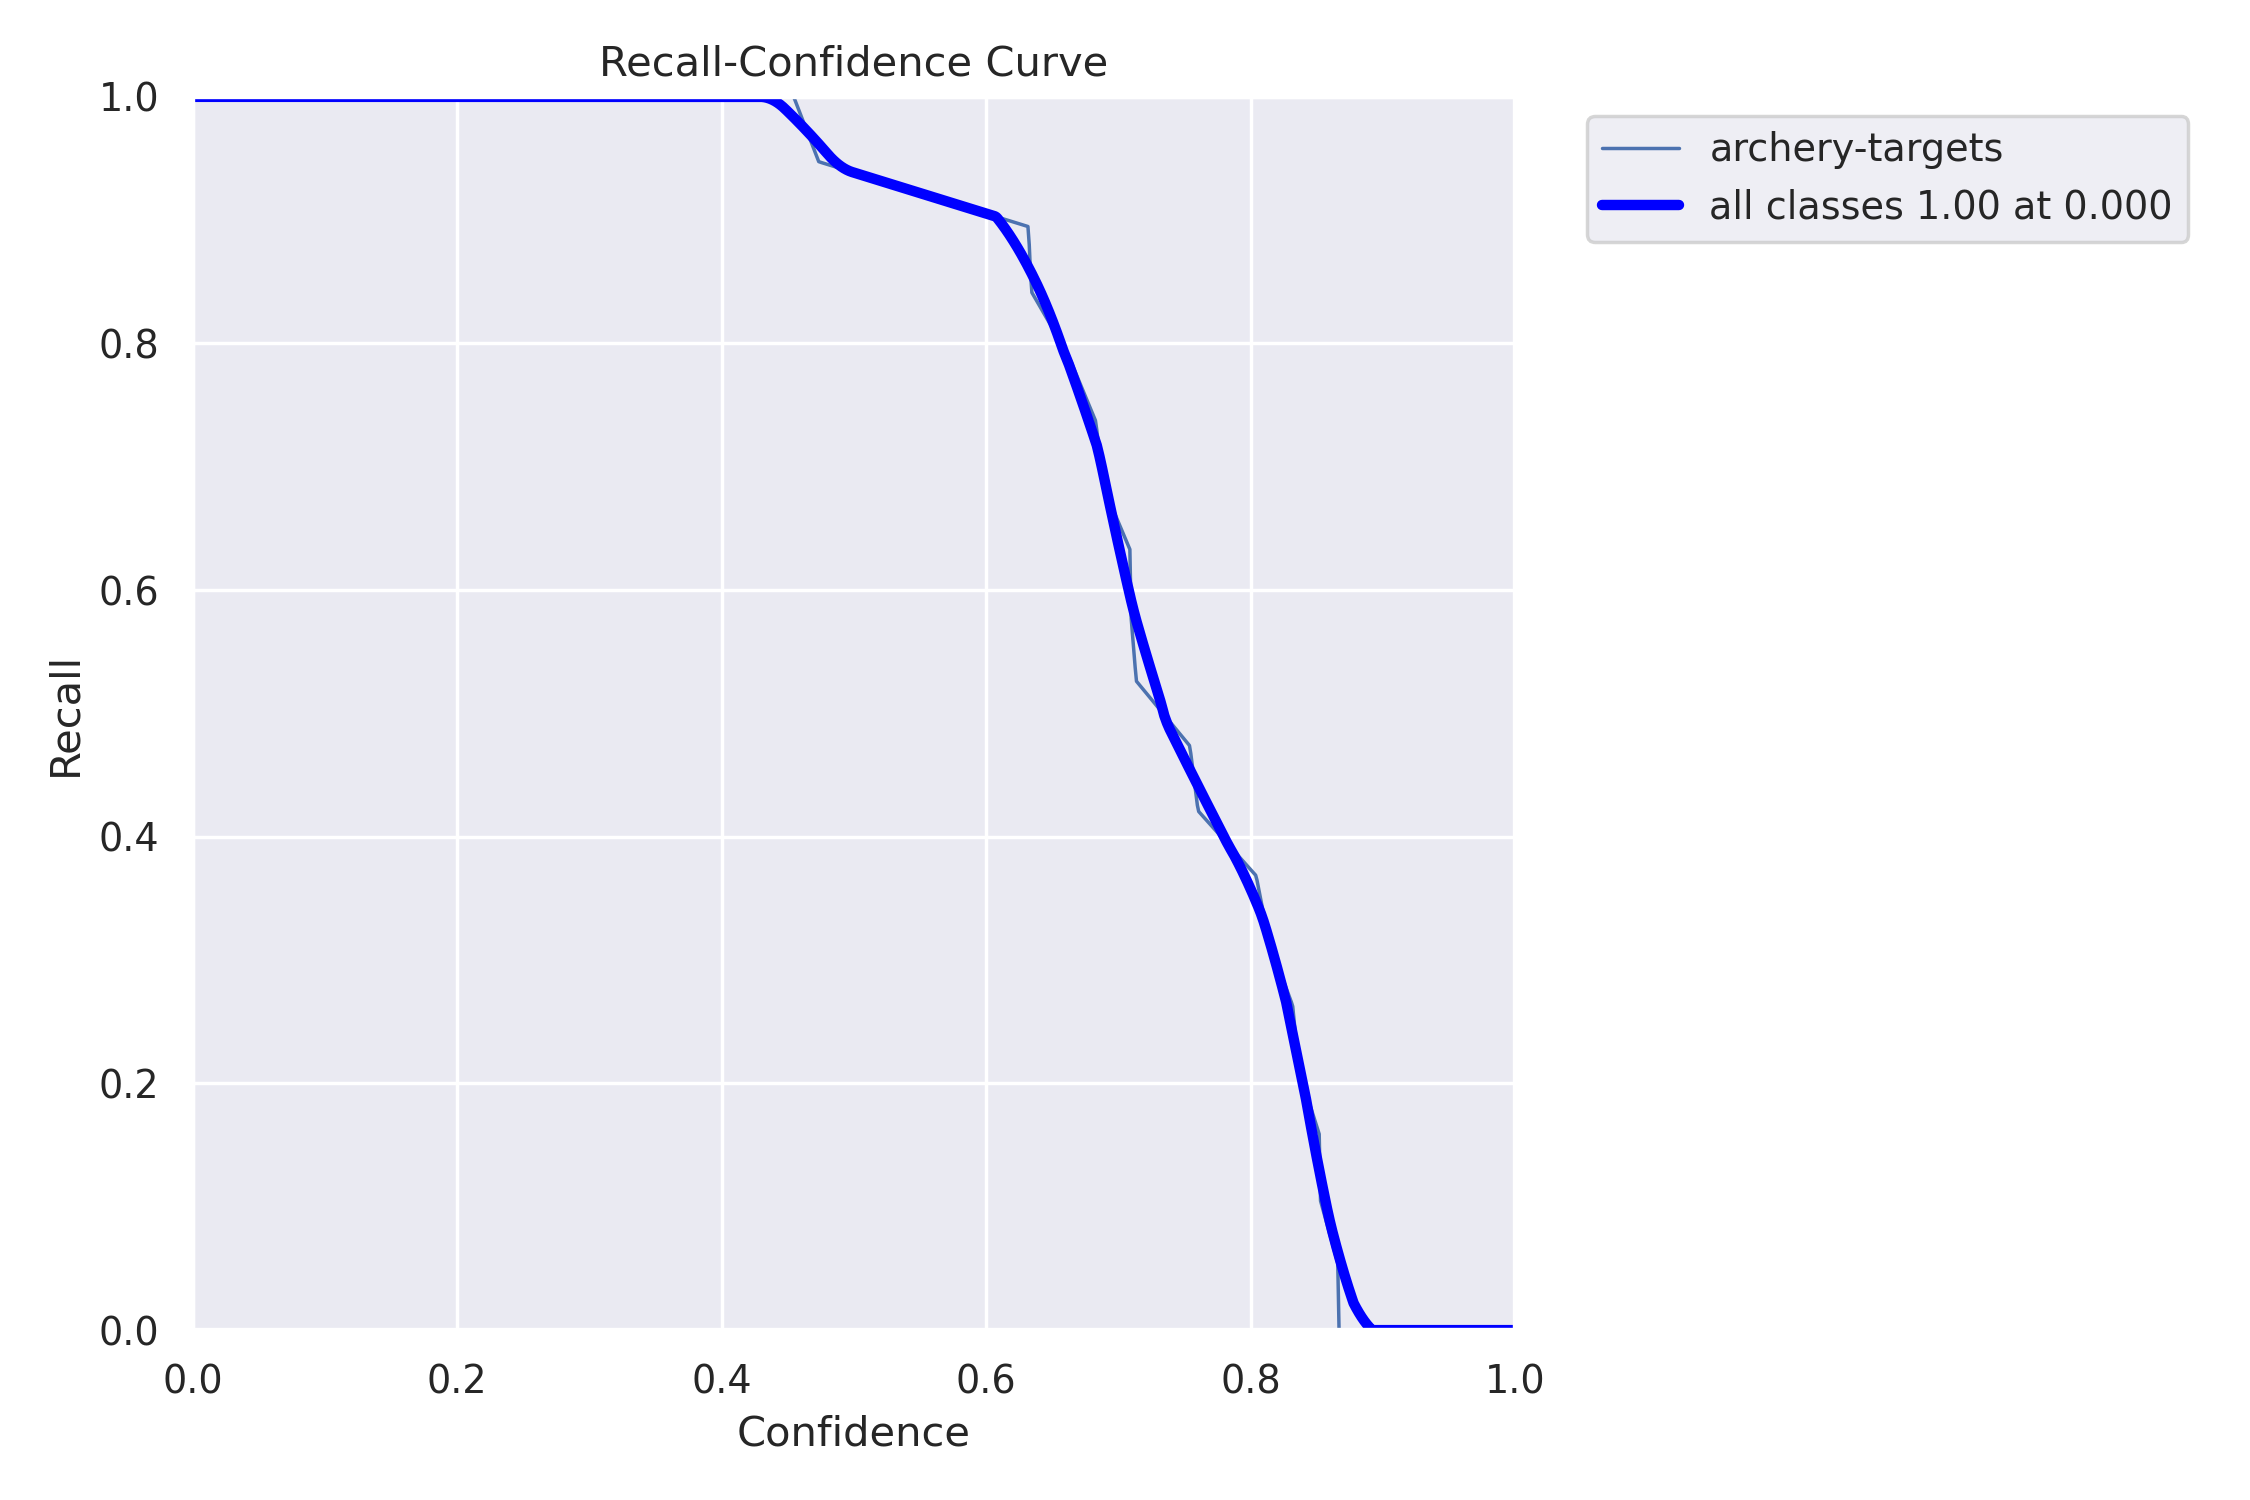 Recall-Confidence Curve
1.0
0.8
0.6
0.4
0.2
0.0
Recall
0.0 0.2 0.4 0.6 0.8 1.0
Confidence
archery-targets
all classes 1.00 at 0.000